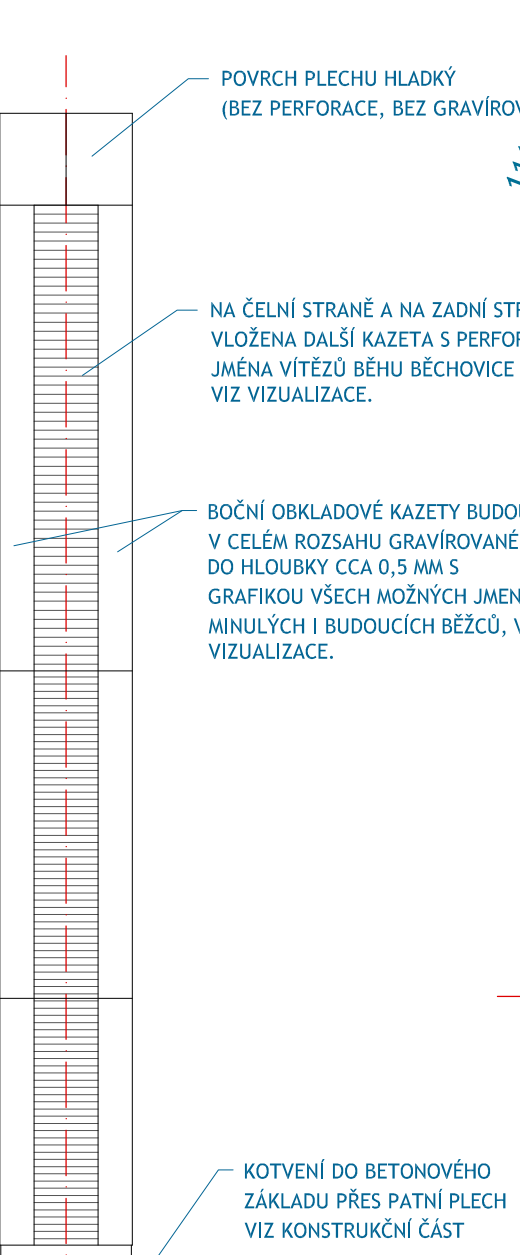 POVRCH PLECHU HLADKÝ
(BEZ PERFORACE, BEZ GRAVÍROV
NA ČELNÍ STRANĚ A NA ZADNÍ STR
VLOŽENA DALŠÍ KAZETA S PERFOR
JMÉNA VÍTĚZŮ BĚHU BĚCHOVICE
VIZ VIZUALIZACE.
BOČNÍ OBKLADOVÉ KAZETY BUDOU
V CELÉM ROZSAHU GRAVÍROVANÉ
DO HLOUBKY CCA 0,5 MM S
GRAFIKOU VŠECH MOŽNÝCH JMEN
MINULÝCH I BUDOUCÍCH BĚŽCŮ, V
VIZUALIZACE.
KOTVENÍ DO BETONOVÉHO
ZÁKLADU PŘES PATNÍ PLECH
VIZ KONSTRUKČNÍ ČÁST